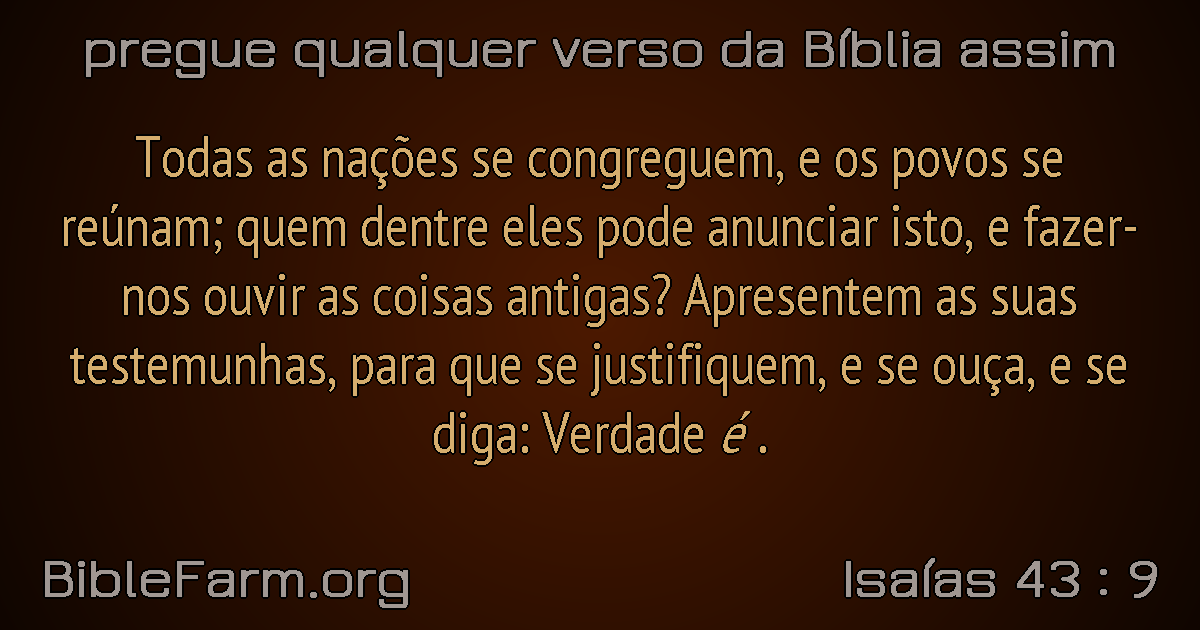 pregue qualquer verso da Bíblia assim
Todas as nações se congreguem, e os povos se
reúnam; quem dentre eles pode anunciar isto, e fazer-
nos ouvir as coisas antigas? Apresentem as suas
testemunhas, para que se justifiquem, e se ouça, e se
diga: Verdade é .
BibleFarm.org
Isaías 43 : 9